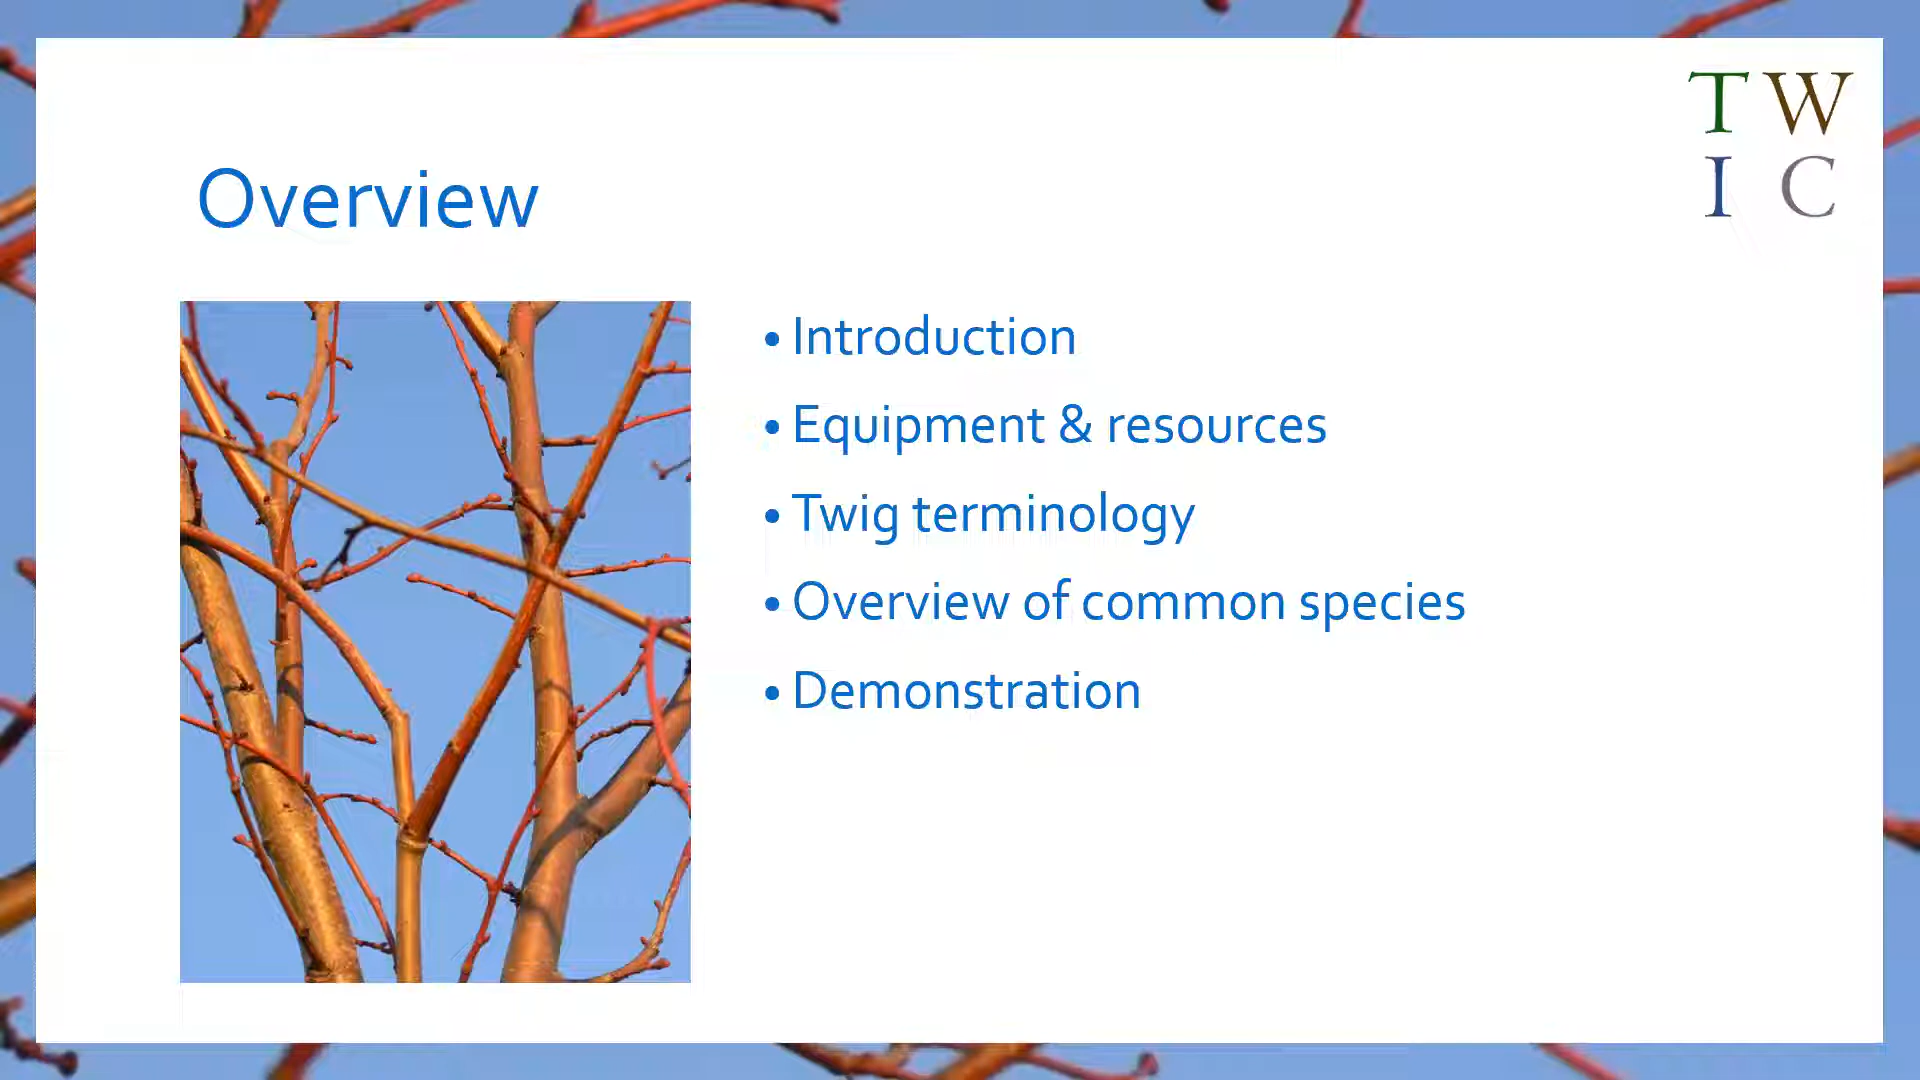 T W
I C
Overview
• Introduction
• Equipment & resources
• Twig terminology
• Overview of common species
• Demonstration